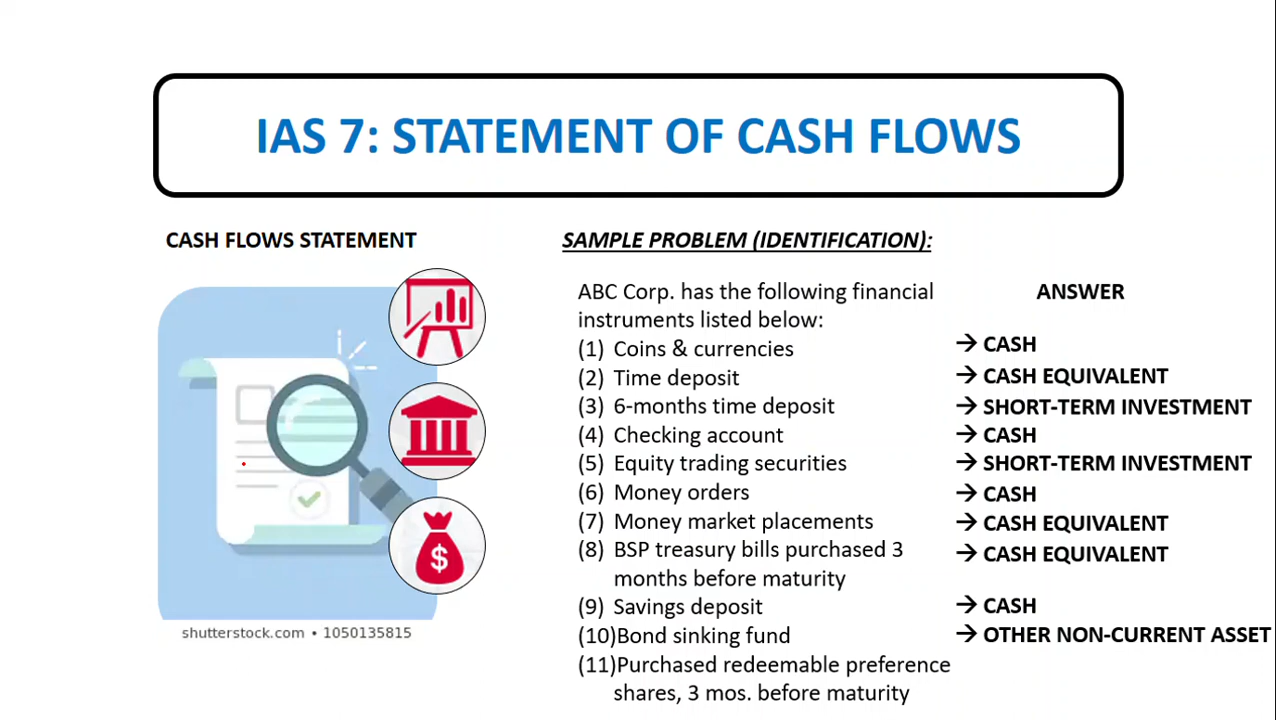 IAS 7: STATEMENT OF CASH FLOWS
CASH FLOWS STATEMENT
$
shutterstock.com • 1050135815
SAMPLE PROBLEM (IDENTIFICATION):
ABC Corp. has the following financial
instruments listed below:
ANSWER
(1) Coins & currencies → CASH
(2) Time deposit → CASH EQUIVALENT
(3) 6-months time deposit → SHORT-TERM INVESTMENT
(4) Checking account → CASH
(5) Equity trading securities → SHORT-TERM INVESTMENT
(6) Money orders → CASH
(7) Money market placements → CASH EQUIVALENT
(8) BSP treasury bills purchased 3 → CASH EQUIVALENT
months before maturity
(9) Savings deposit → CASH
(10)Bond sinking fund → OTHER NON-CURRENT ASSET
(11)Purchased redeemable preference
shares, 3 mos. before maturity